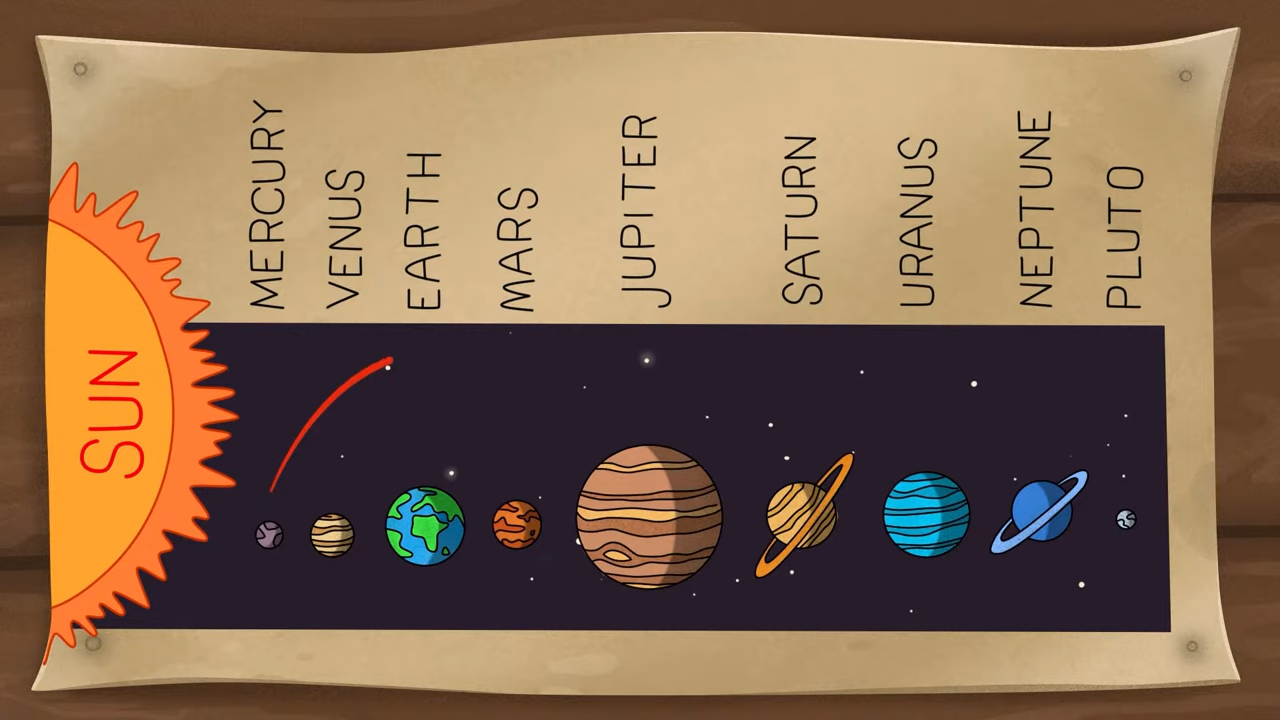 SUN
MERCURY
VENUS
EARTH
MARS
JUPITER
SATURN
URANUS
NEPTUNE
PLUTO